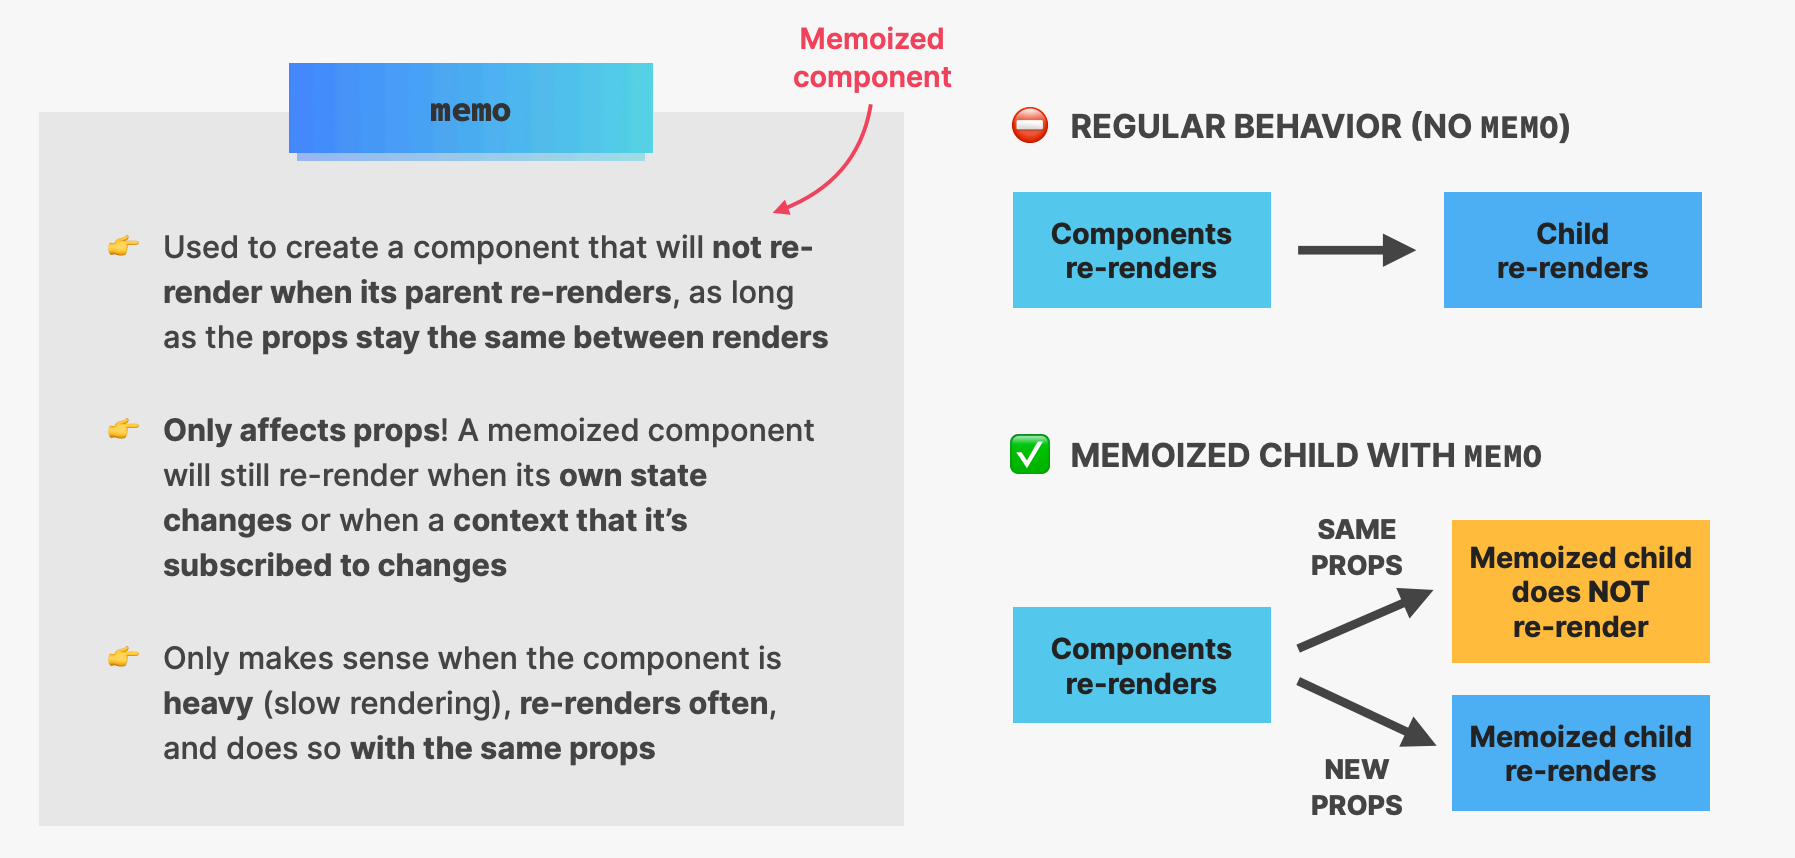 Memoized
component
memo
Used to create a component that will not re-
render when its parent re-renders, as long
as the props stay the same between renders
Only affects props! A memoized component
will still re-render when its own state
changes or when a context that it’s
subscribed to changes
Only makes sense when the component is
heavy (slow rendering), re-renders often,
and does so with the same props
REGULAR BEHAVIOR (NO MEMO)
Components
re-renders
Child
re-renders
MEMOIZED CHILD WITH MEMO
Components
re-renders
SAME
PROPS
Memoized child
does NOT
re-render
NEW
PROPS
Memoized child
re-renders